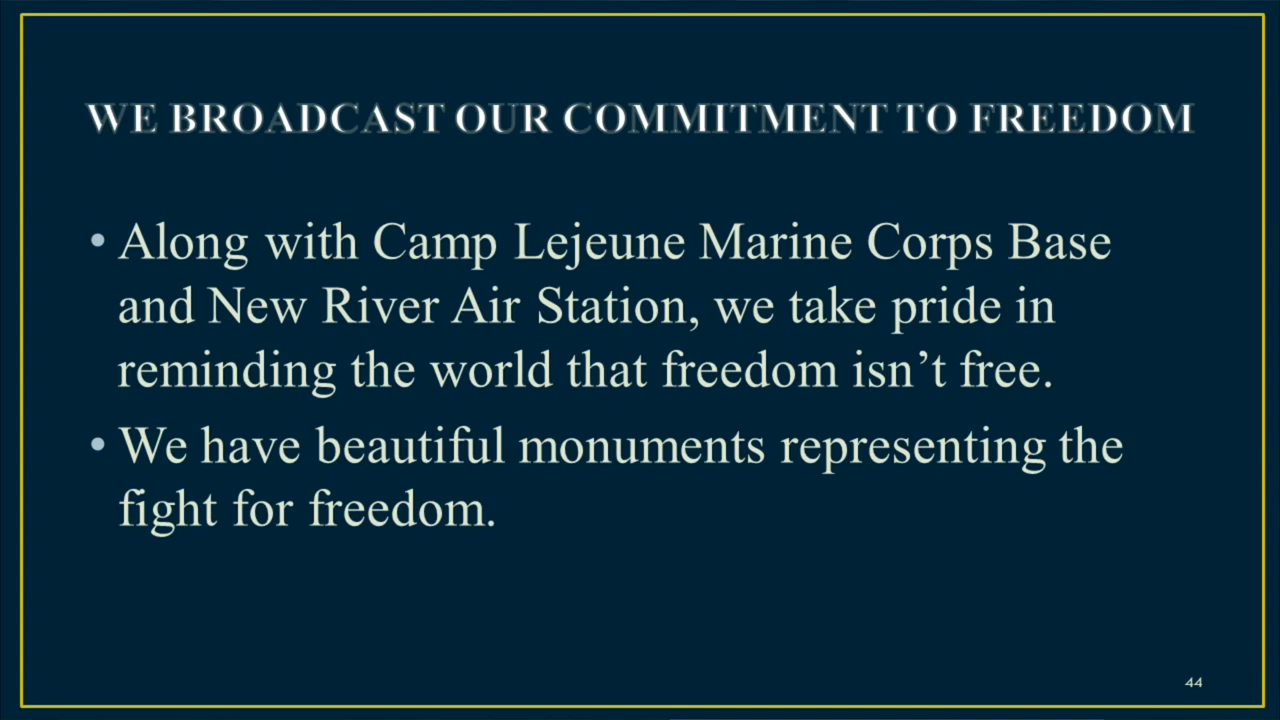 WE BROADCAST OUR COMMITMENT TO FREEDOM
• Along with Camp Lejeune Marine Corps Base
and New River Air Station, we take pride in
reminding the world that freedom isn’t free.
• We have beautiful monuments representing the
fight for freedom.
44